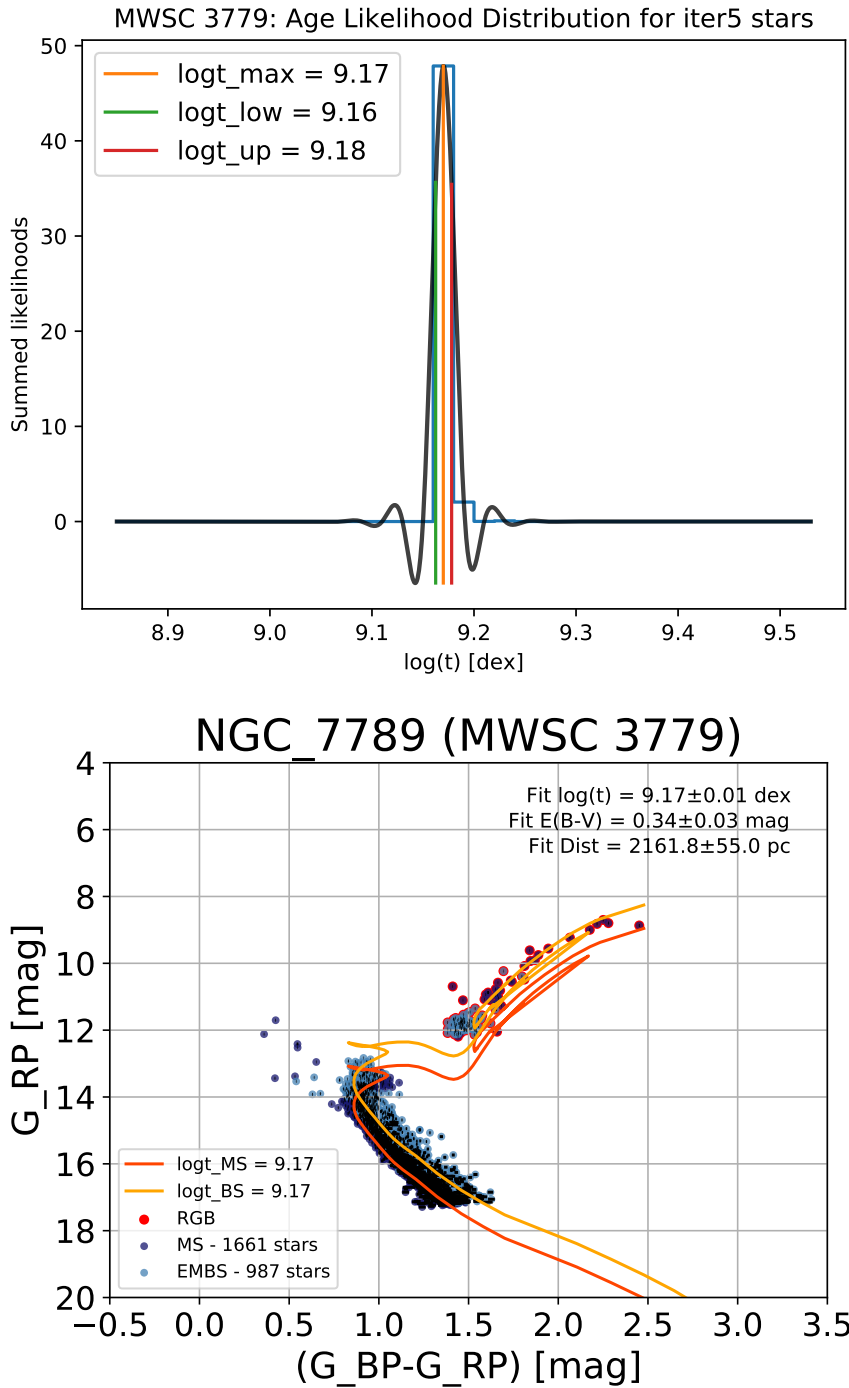 MWSC 3779: Age Likelihood Distribution for iter5 stars
50
logt_max = 9.17
logt_low = 9.16
logt_up = 9.18
40
30
20
10
0
Summed likelihoods
8.9 9.0 9.1 9.2 9.3 9.4 9.5
log(t) [dex]
NGC_7789 (MWSC 3779)
4
Fit log(t) = 9.17±0.01 dex
Fit E(B-V) = 0.34±0.03 mag
Fit Dist = 2161.8±55.0 pc
6
8
10
12
14
16
18
20
G_RP [mag]
logt_MS = 9.17
logt_BS = 9.17
RGB
MS - 1661 stars
EMBS - 987 stars
−0.5 0.0 0.5 1.0 1.5 2.0 2.5 3.0 3.5
(G_BP-G_RP) [mag]